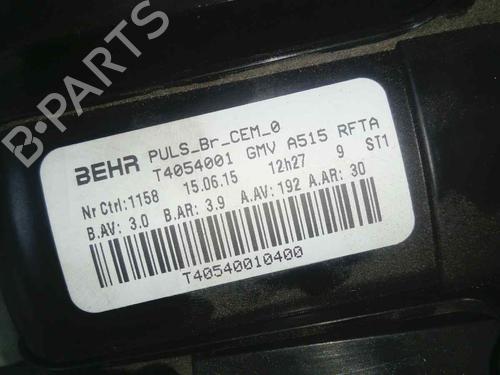 B-PARTS
BEHR PULS_Br_CEM_0
T4054001 GMV A515 RFTA
Nr Ctrl:1158 15.06.15 12h27 9 ST1
B.AV: 3.0 B.AR: 3.9 A.AV:192 A.AR: 30
T40540010400